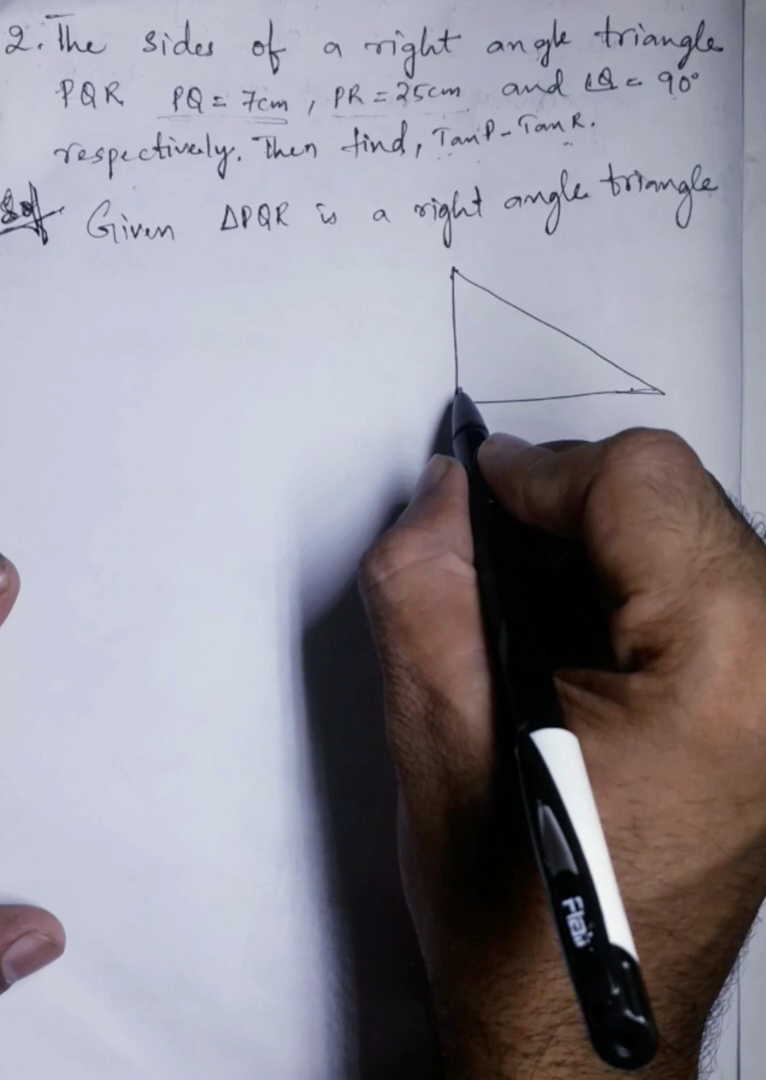 2. The sides of a right angle triangle
PQR PQ = 7cm, PR = 25cm and ∠Q = 90°
respectively. Then find, TanP - TanR.
Sol Given ΔPQR is a right angle triangle
Flair